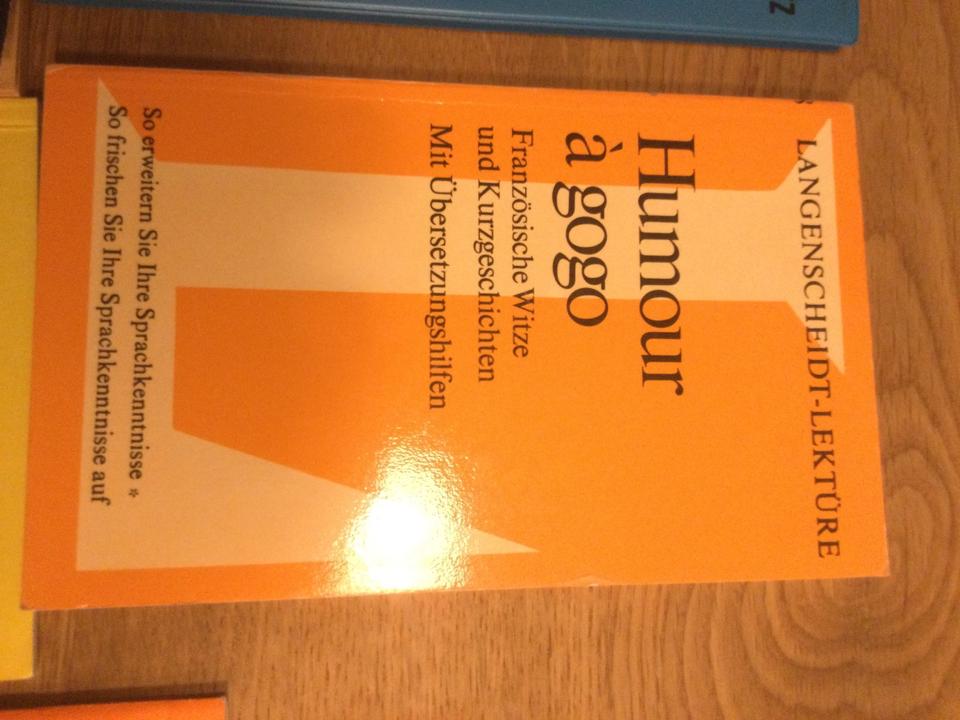 LANGENSCHEIDT-LEKTÜRE
Humour
à gogo
Französische Witze
und Kurzgeschichten
Mit Übersetzungshilfen
So erweitern Sie Ihre Sprachkenntnisse *
So frischen Sie Ihre Sprachkenntnisse auf